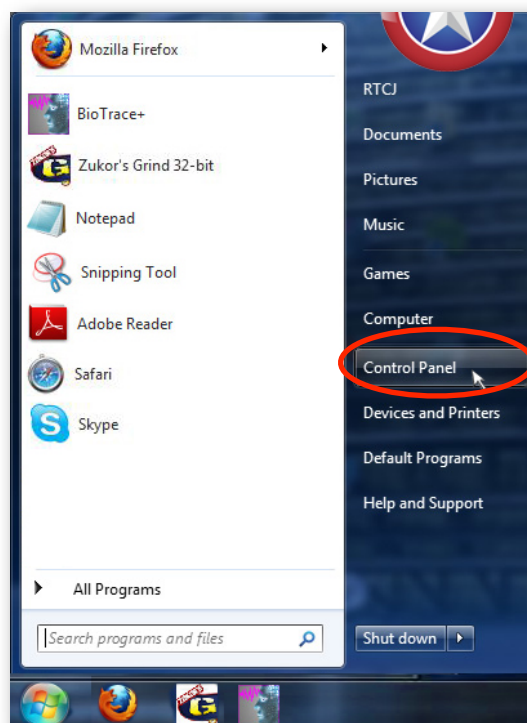 Mozilla Firefox
BioTrace+
Zukor's Grind 32-bit
Notepad
Snipping Tool
Adobe Reader
Safari
Skype
All Programs
Search programs and files
RTCJ
Documents
Pictures
Music
Games
Computer
Control Panel
Devices and Printers
Default Programs
Help and Support
Shut down